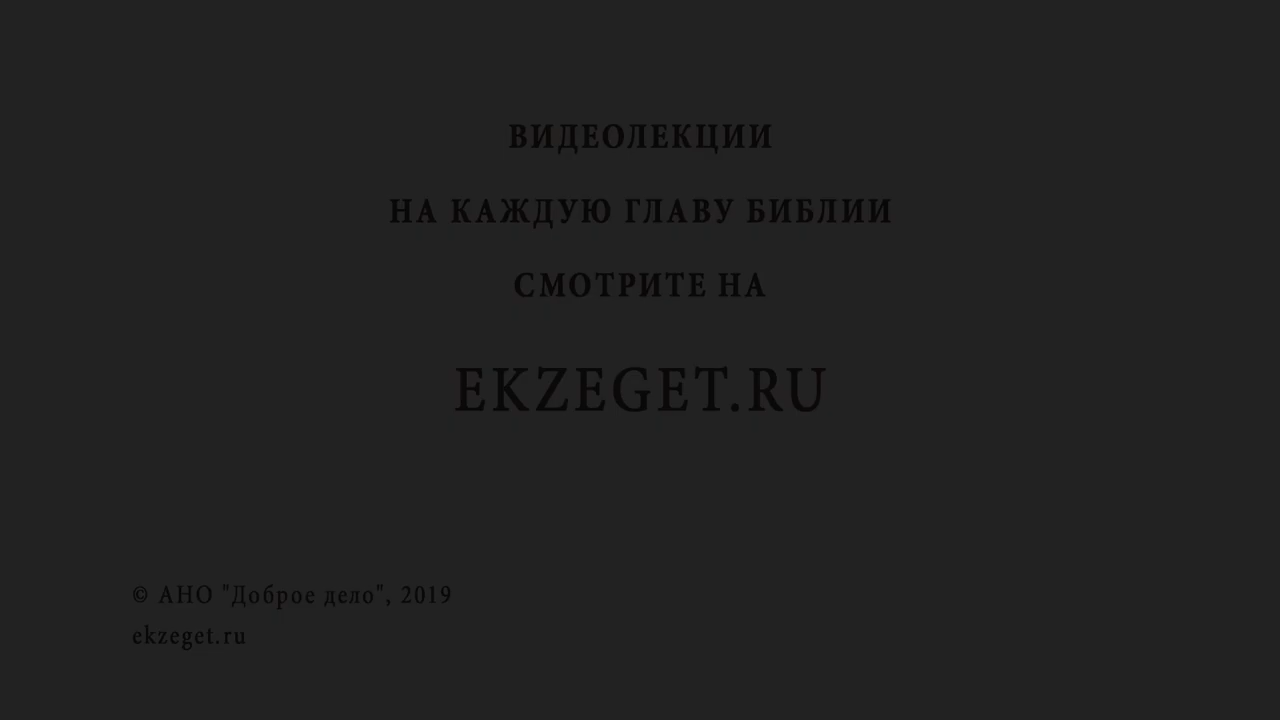 ВИДЕОЛЕКЦИИ
НА КАЖДУЮ ГЛАВУ БИБЛИИ
СМОТРИТЕ НА
EKZEGET.RU
© АНО "Доброе дело", 2019
ekzeget.ru